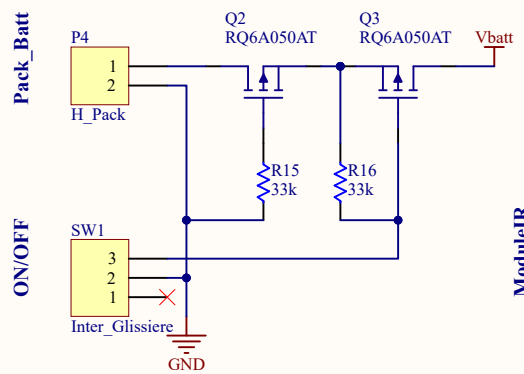 Pack_Batt
P4
1
2
H_Pack
Q2
RQ6A050AT
Q3
RQ6A050AT
Vbatt
R15
33k
R16
33k
ON/OFF
SW1
3
2
1
Inter_Glissiere
GND
ModuleIR